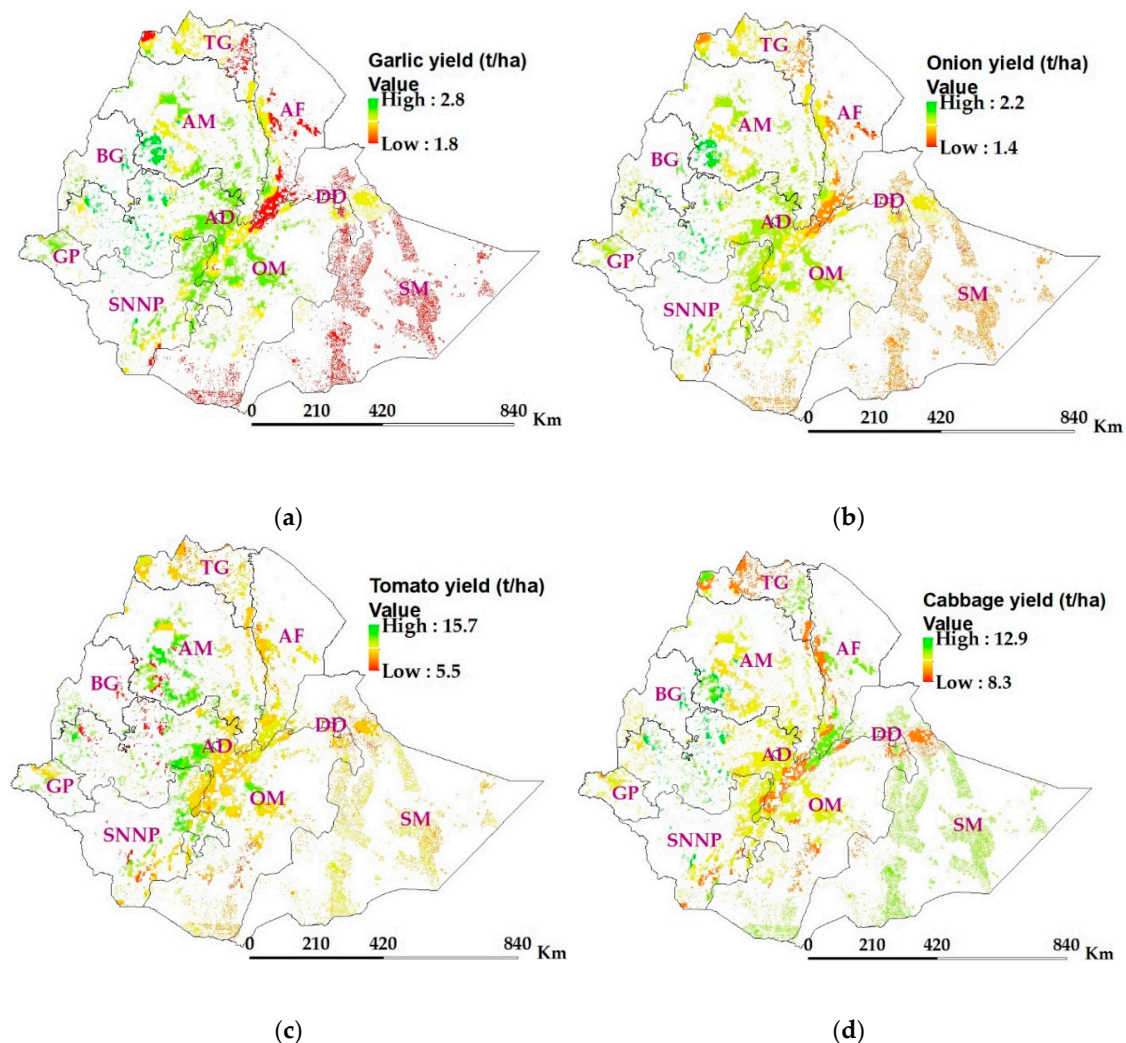 TG
Garlic yield (t/ha)
Value
High : 2.8
Low : 1.8
AF
AM
BG
DD
AD
GP
OM
SM
SNNP
0 210 420 840 Km
(a)
TG
Onion yield (t/ha)
Value
High : 2.2
Low : 1.4
AF
AM
BG
DD
AD
GP
OM
SM
SNNP
0 210 420 840 Km
(b)
TG
Tomato yield (t/ha)
Value
High : 15.7
Low : 5.5
AF
AM
BG
DD
AD
GP
OM
SM
SNNP
0 210 420 840 Km
(c)
TG
Cabbage yield (t/ha)
Value
High : 12.9
Low : 8.3
AF
AM
BG
DD
AD
GP
OM
SM
SNNP
0 210 420 840 Km
(d)